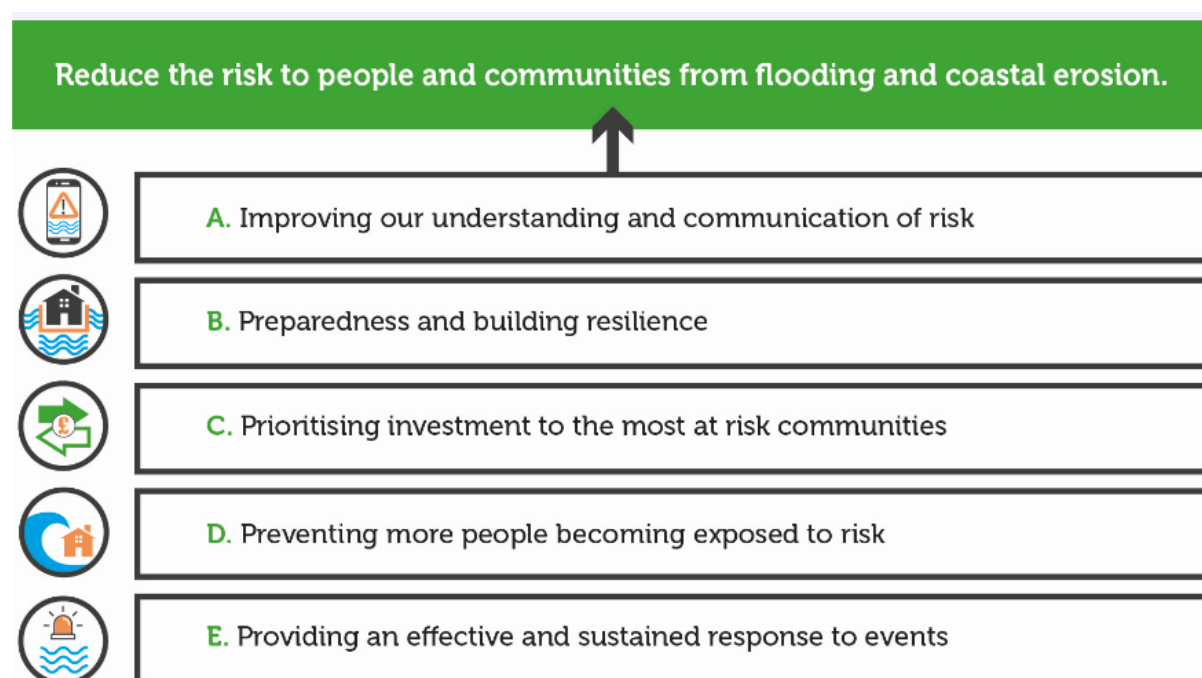 Reduce the risk to people and communities from flooding and coastal erosion.
A. Improving our understanding and communication of risk
B. Preparedness and building resilience
£
C. Prioritising investment to the most at risk communities
D. Preventing more people becoming exposed to risk
E. Providing an effective and sustained response to events